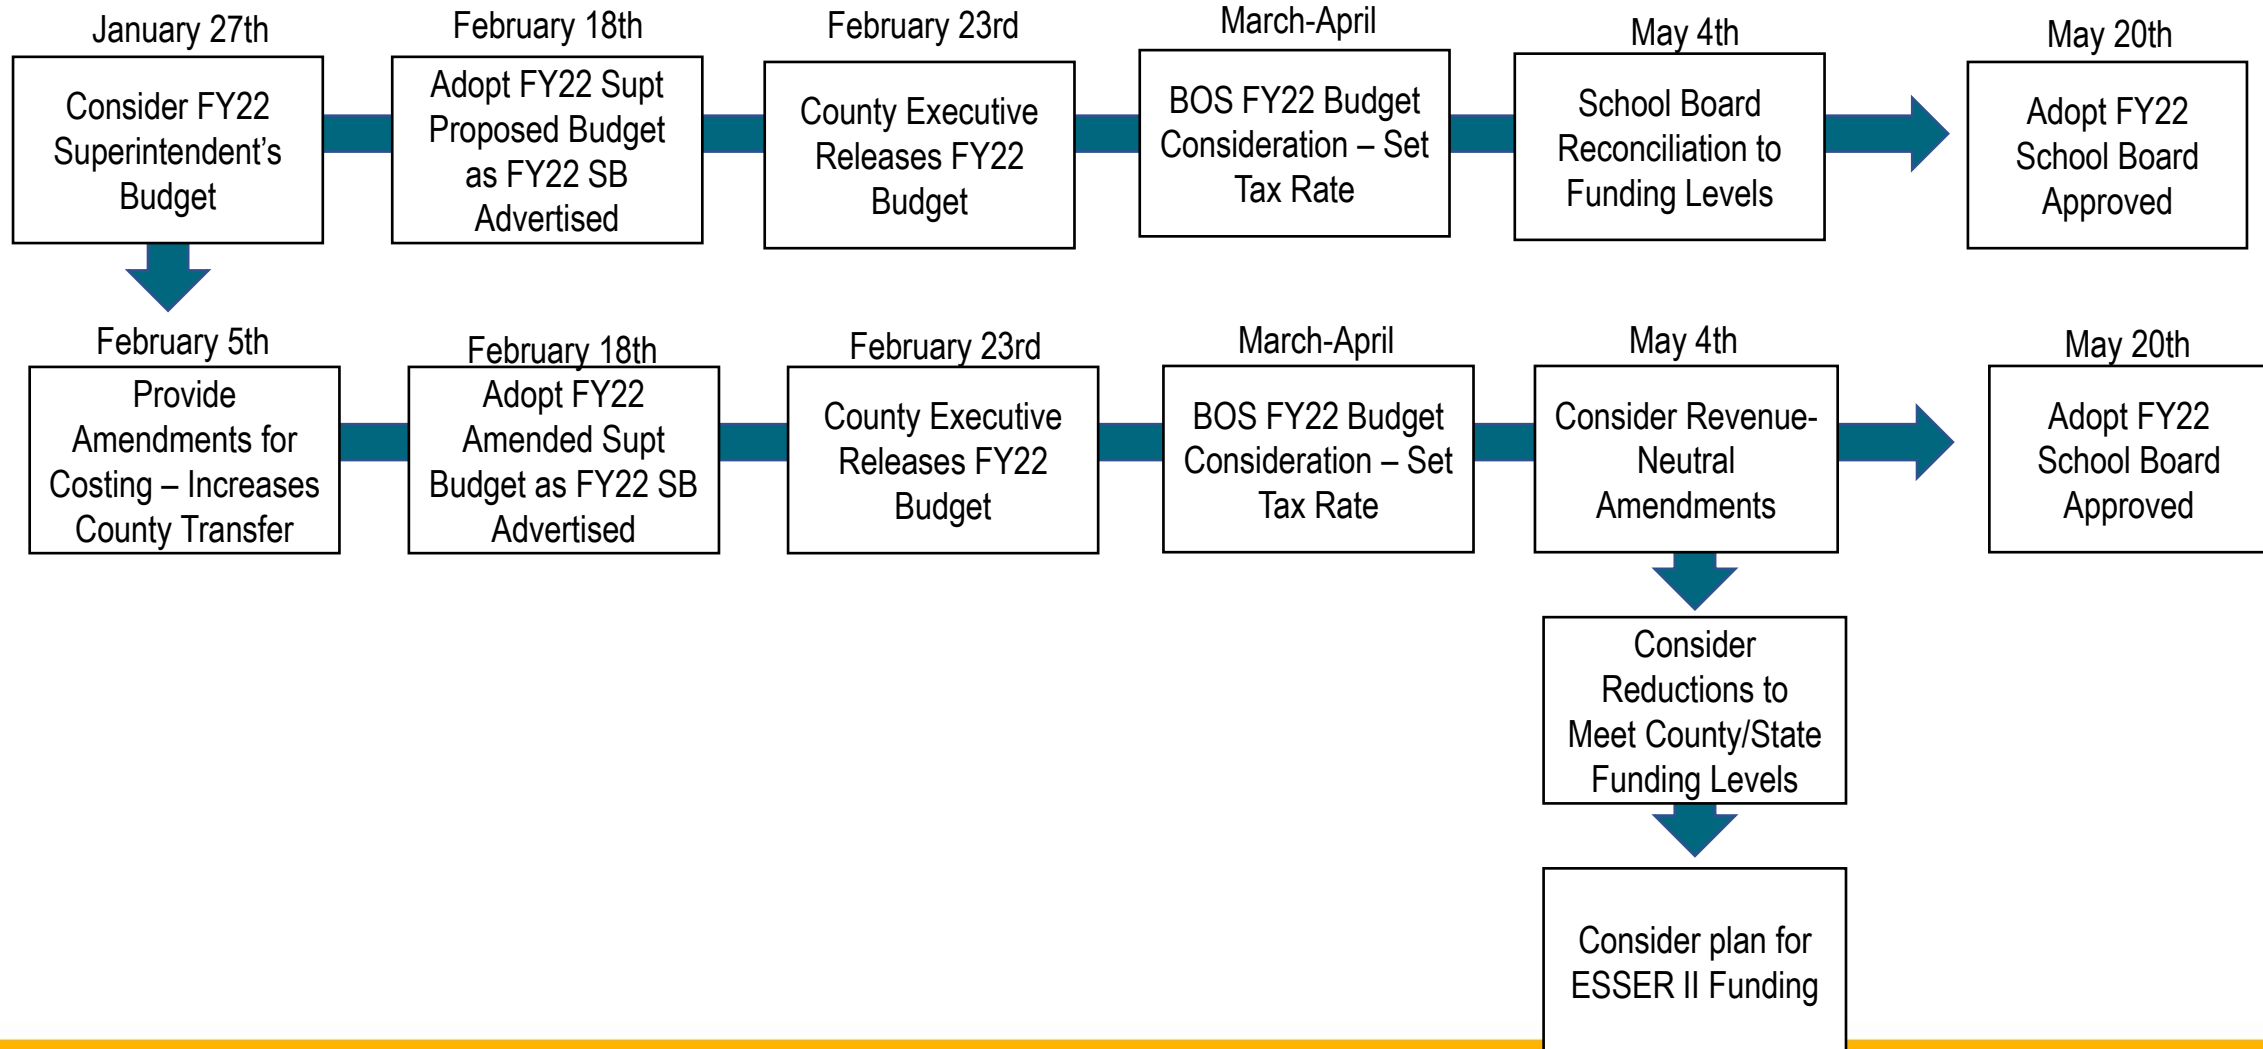 January 27th
Consider FY22
Superintendent’s
Budget
February 18th
Adopt FY22 Supt
Proposed Budget
as FY22 SB
Advertised
February 23rd
County Executive
Releases FY22
Budget
March-April
BOS FY22 Budget
Consideration – Set
Tax Rate
May 4th
School Board
Reconciliation to
Funding Levels
May 20th
Adopt FY22
School Board
Approved
February 5th
Provide
Amendments for
Costing – Increases
County Transfer
February 18th
Adopt FY22
Amended Supt
Budget as FY22 SB
Advertised
February 23rd
County Executive
Releases FY22
Budget
March-April
BOS FY22 Budget
Consideration – Set
Tax Rate
May 4th
Consider Revenue-
Neutral
Amendments
May 20th
Adopt FY22
School Board
Approved
Consider
Reductions to
Meet County/State
Funding Levels
Consider plan for
ESSER II Funding